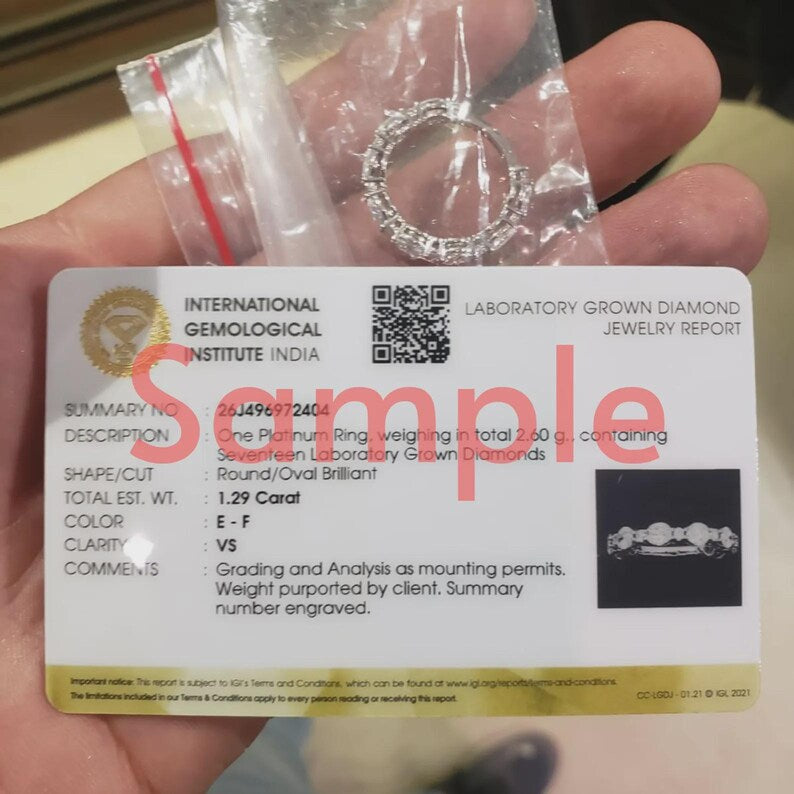 INTERNATIONAL
GEMOLOGICAL
INSTITUTE INDIA
LABORATORY GROWN DIAMOND
JEWELRY REPORT
Sample
SUMMARY NO : 26J496972404
DESCRIPTION : One Platinum Ring, weighing in total 2.60 g., containing
Seventeen Laboratory Grown Diamonds
SHAPE/CUT : Round/Oval Brilliant
TOTAL EST. WT. : 1.29 Carat
COLOR : E - F
CLARITY : VS
COMMENTS : Grading and Analysis as mounting permits.
Weight purported by client. Summary
number engraved.
Important notice: This report is subject to IGI's Terms and Conditions, which can be found at www.igi.org/reports/terms-and-conditions.
The limitations included in our Terms & Conditions apply to every person reading or receiving this report.
CC-LGDJ - 01.21 © IGI, 2021